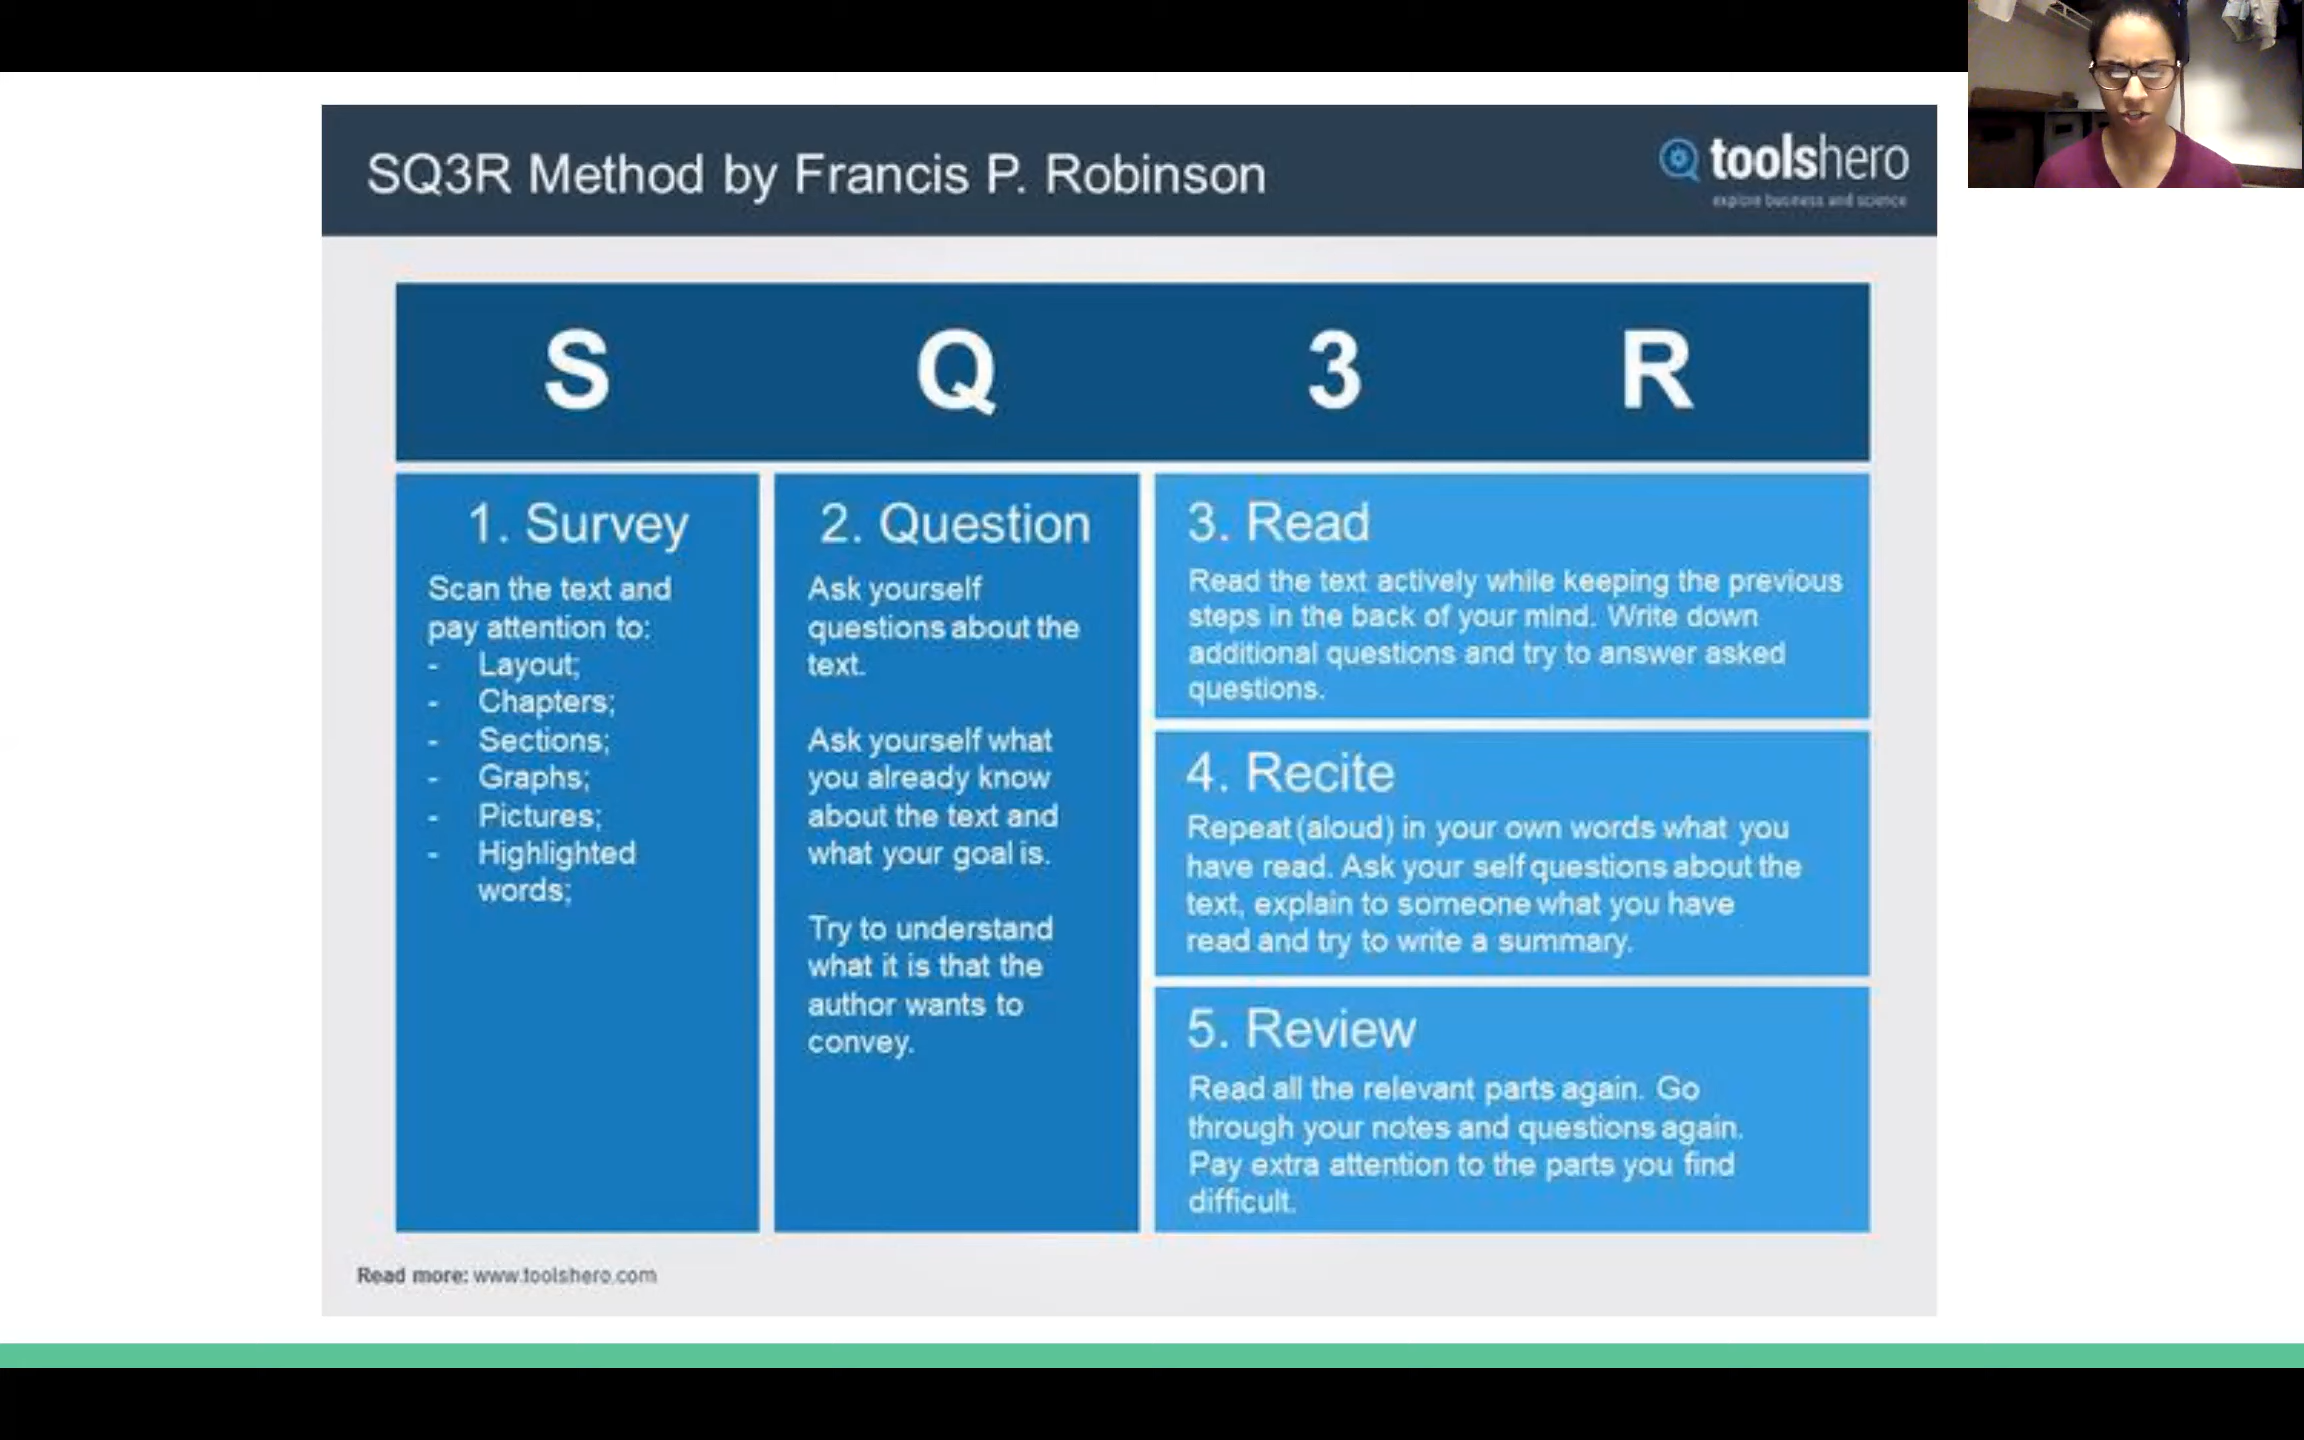 SQ3R Method by Francis P. Robinson
toolshero
explore business and science
S Q 3 R
1. Survey
Scan the text and
pay attention to:
- Layout;
- Chapters;
- Sections;
- Graphs;
- Pictures;
- Highlighted
words;
2. Question
Ask yourself
questions about the
text.
Ask yourself what
you already know
about the text and
what your goal is.
Try to understand
what it is that the
author wants to
convey.
3. Read
Read the text actively while keeping the previous
steps in the back of your mind. Write down
additional questions and try to answer asked
questions.
4. Recite
Repeat (aloud) in your own words what you
have read. Ask your self questions about the
text, explain to someone what you have
read and try to write a summary.
5. Review
Read all the relevant parts again. Go
through your notes and questions again.
Pay extra attention to the parts you find
difficult.
Read more: www.toolshero.com